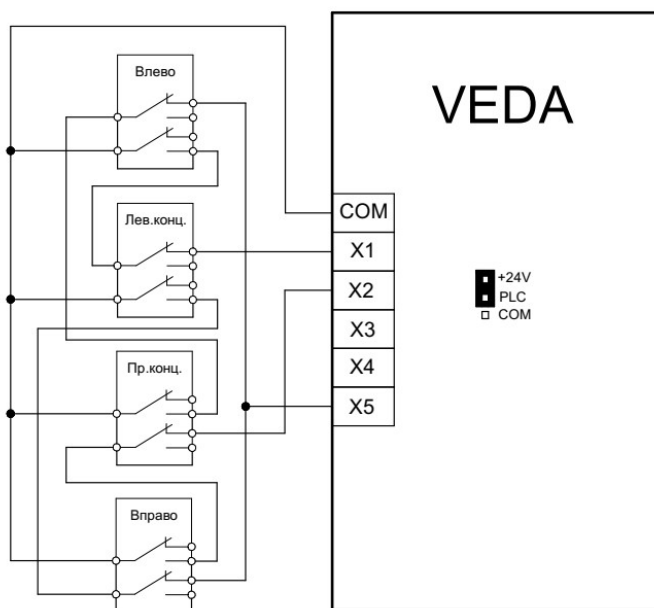 Влево
VEDA
Лев.конц.
COM
X1
X2
X3
X4
X5
+24V
PLC
COM
Пр.конц.
Вправо